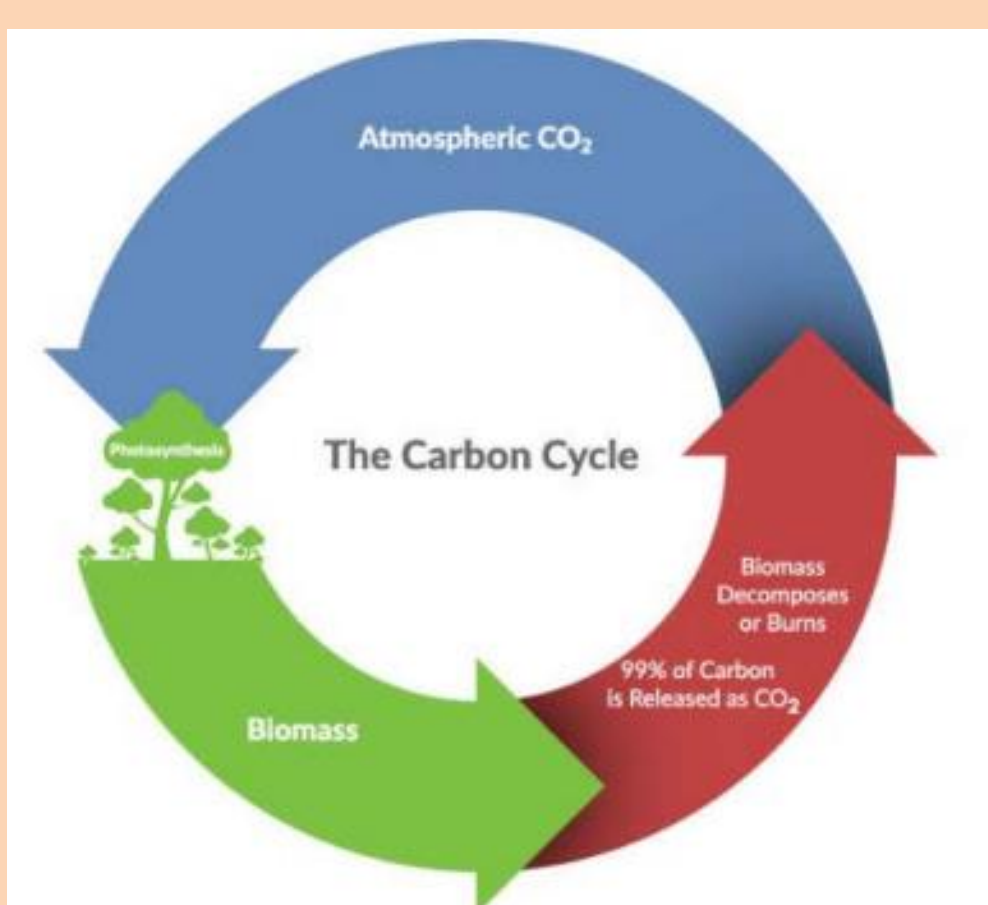 Atmospheric CO₂
Photosynthesis
The Carbon Cycle
Biomass
Decomposes
or Burns
99% of Carbon
is Released as CO₂
Biomass